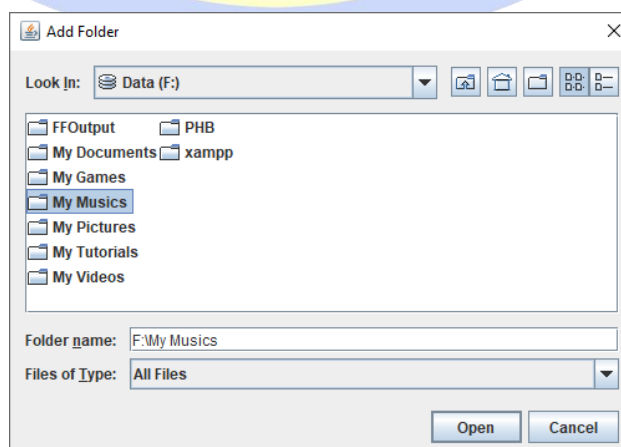 Add Folder
Look In: Data (F:)
FFOutput PHB
My Documents xampp
My Games
My Musics
My Pictures
My Tutorials
My Videos
Folder name: F:\My Musics
Files of Type: All Files
Open Cancel